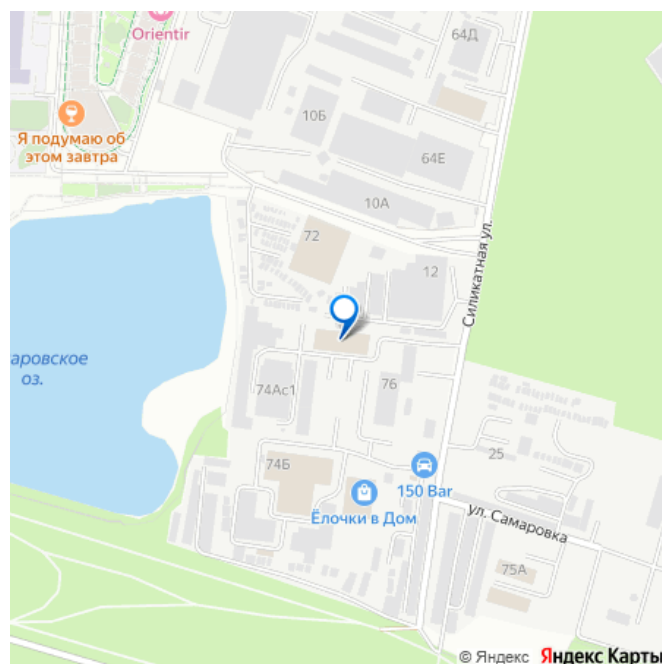 Orientir
64Д
10Б
Я подумаю об
этом завтра
64Е
10А
72
12
Силикатная ул.
аровское
оз.
74Ас1
76
74Б
25
150 Bar
Ёлочки в Дом
ул. Самаровка
75А
© Яндекс Яндекс Карты